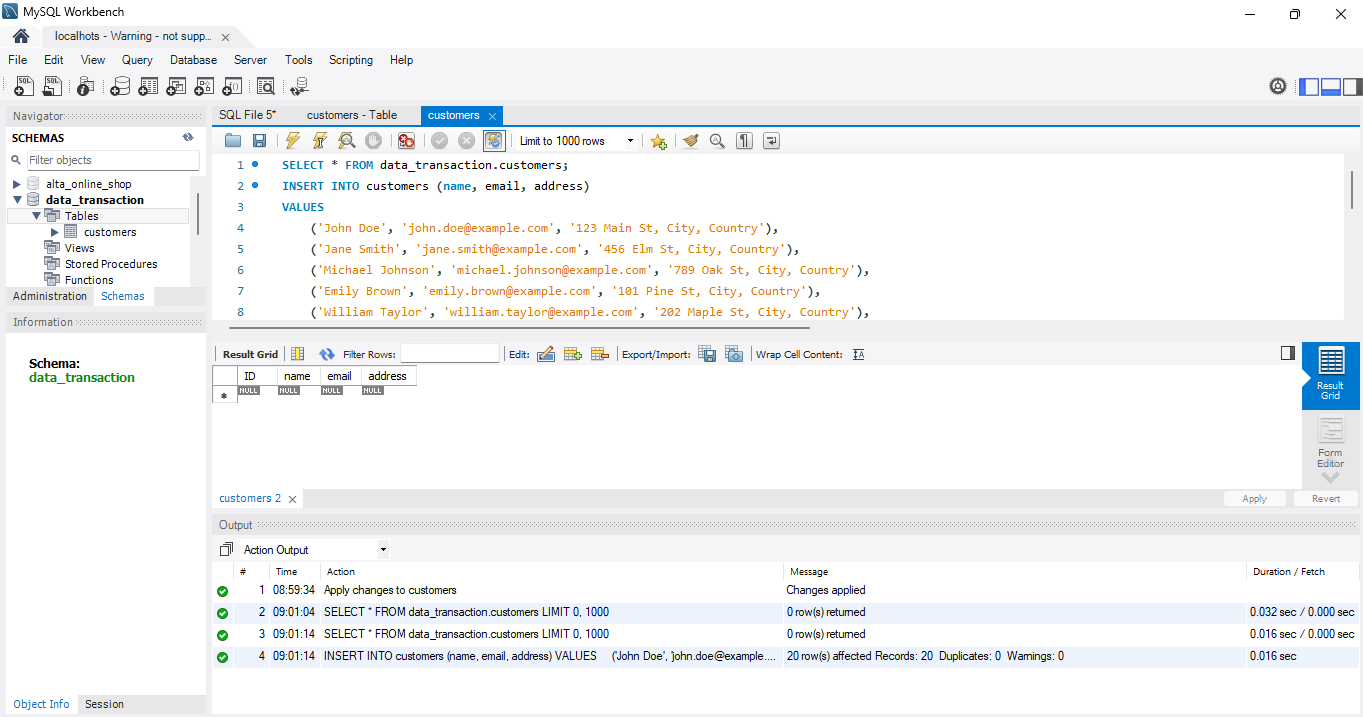 MySQL Workbench
localhots - Warning - not supp...
File Edit View Query Database Server Tools Scripting Help
Navigator
SCHEMAS
Filter objects
alta_online_shop
data_transaction
Tables
customers
Views
Stored Procedures
Functions
Administration Schemas
Information
Schema:
data_transaction
Object Info Session
SQL File 5* customers - Table customers
Limit to 1000 rows
1 SELECT * FROM data_transaction.customers;
2 INSERT INTO customers (name, email, address)
3 VALUES
4 ('John Doe', 'john.doe@example.com', '123 Main St, City, Country'),
5 ('Jane Smith', 'jane.smith@example.com', '456 Elm St, City, Country'),
6 ('Michael Johnson', 'michael.johnson@example.com', '789 Oak St, City, Country'),
7 ('Emily Brown', 'emily.brown@example.com', '101 Pine St, City, Country'),
8 ('William Taylor', 'william.taylor@example.com', '202 Maple St, City, Country'),
Result Grid Filter Rows: Edit: Export/Import: Wrap Cell Content:
ID name email address
NULL NULL NULL NULL
Result
Grid
Form
Editor
customers 2
Apply Revert
Output
Action Output
# Time Action Message Duration / Fetch
1 08:59:34 Apply changes to customers Changes applied
2 09:01:04 SELECT * FROM data_transaction.customers LIMIT 0, 1000 0 row(s) returned 0.032 sec / 0.000 sec
3 09:01:14 SELECT * FROM data_transaction.customers LIMIT 0, 1000 0 row(s) returned 0.016 sec / 0.000 sec
4 09:01:14 INSERT INTO customers (name, email, address) VALUES ('John Doe', 'john.doe@example.... 20 row(s) affected Records: 20 Duplicates: 0 Warnings: 0 0.016 sec